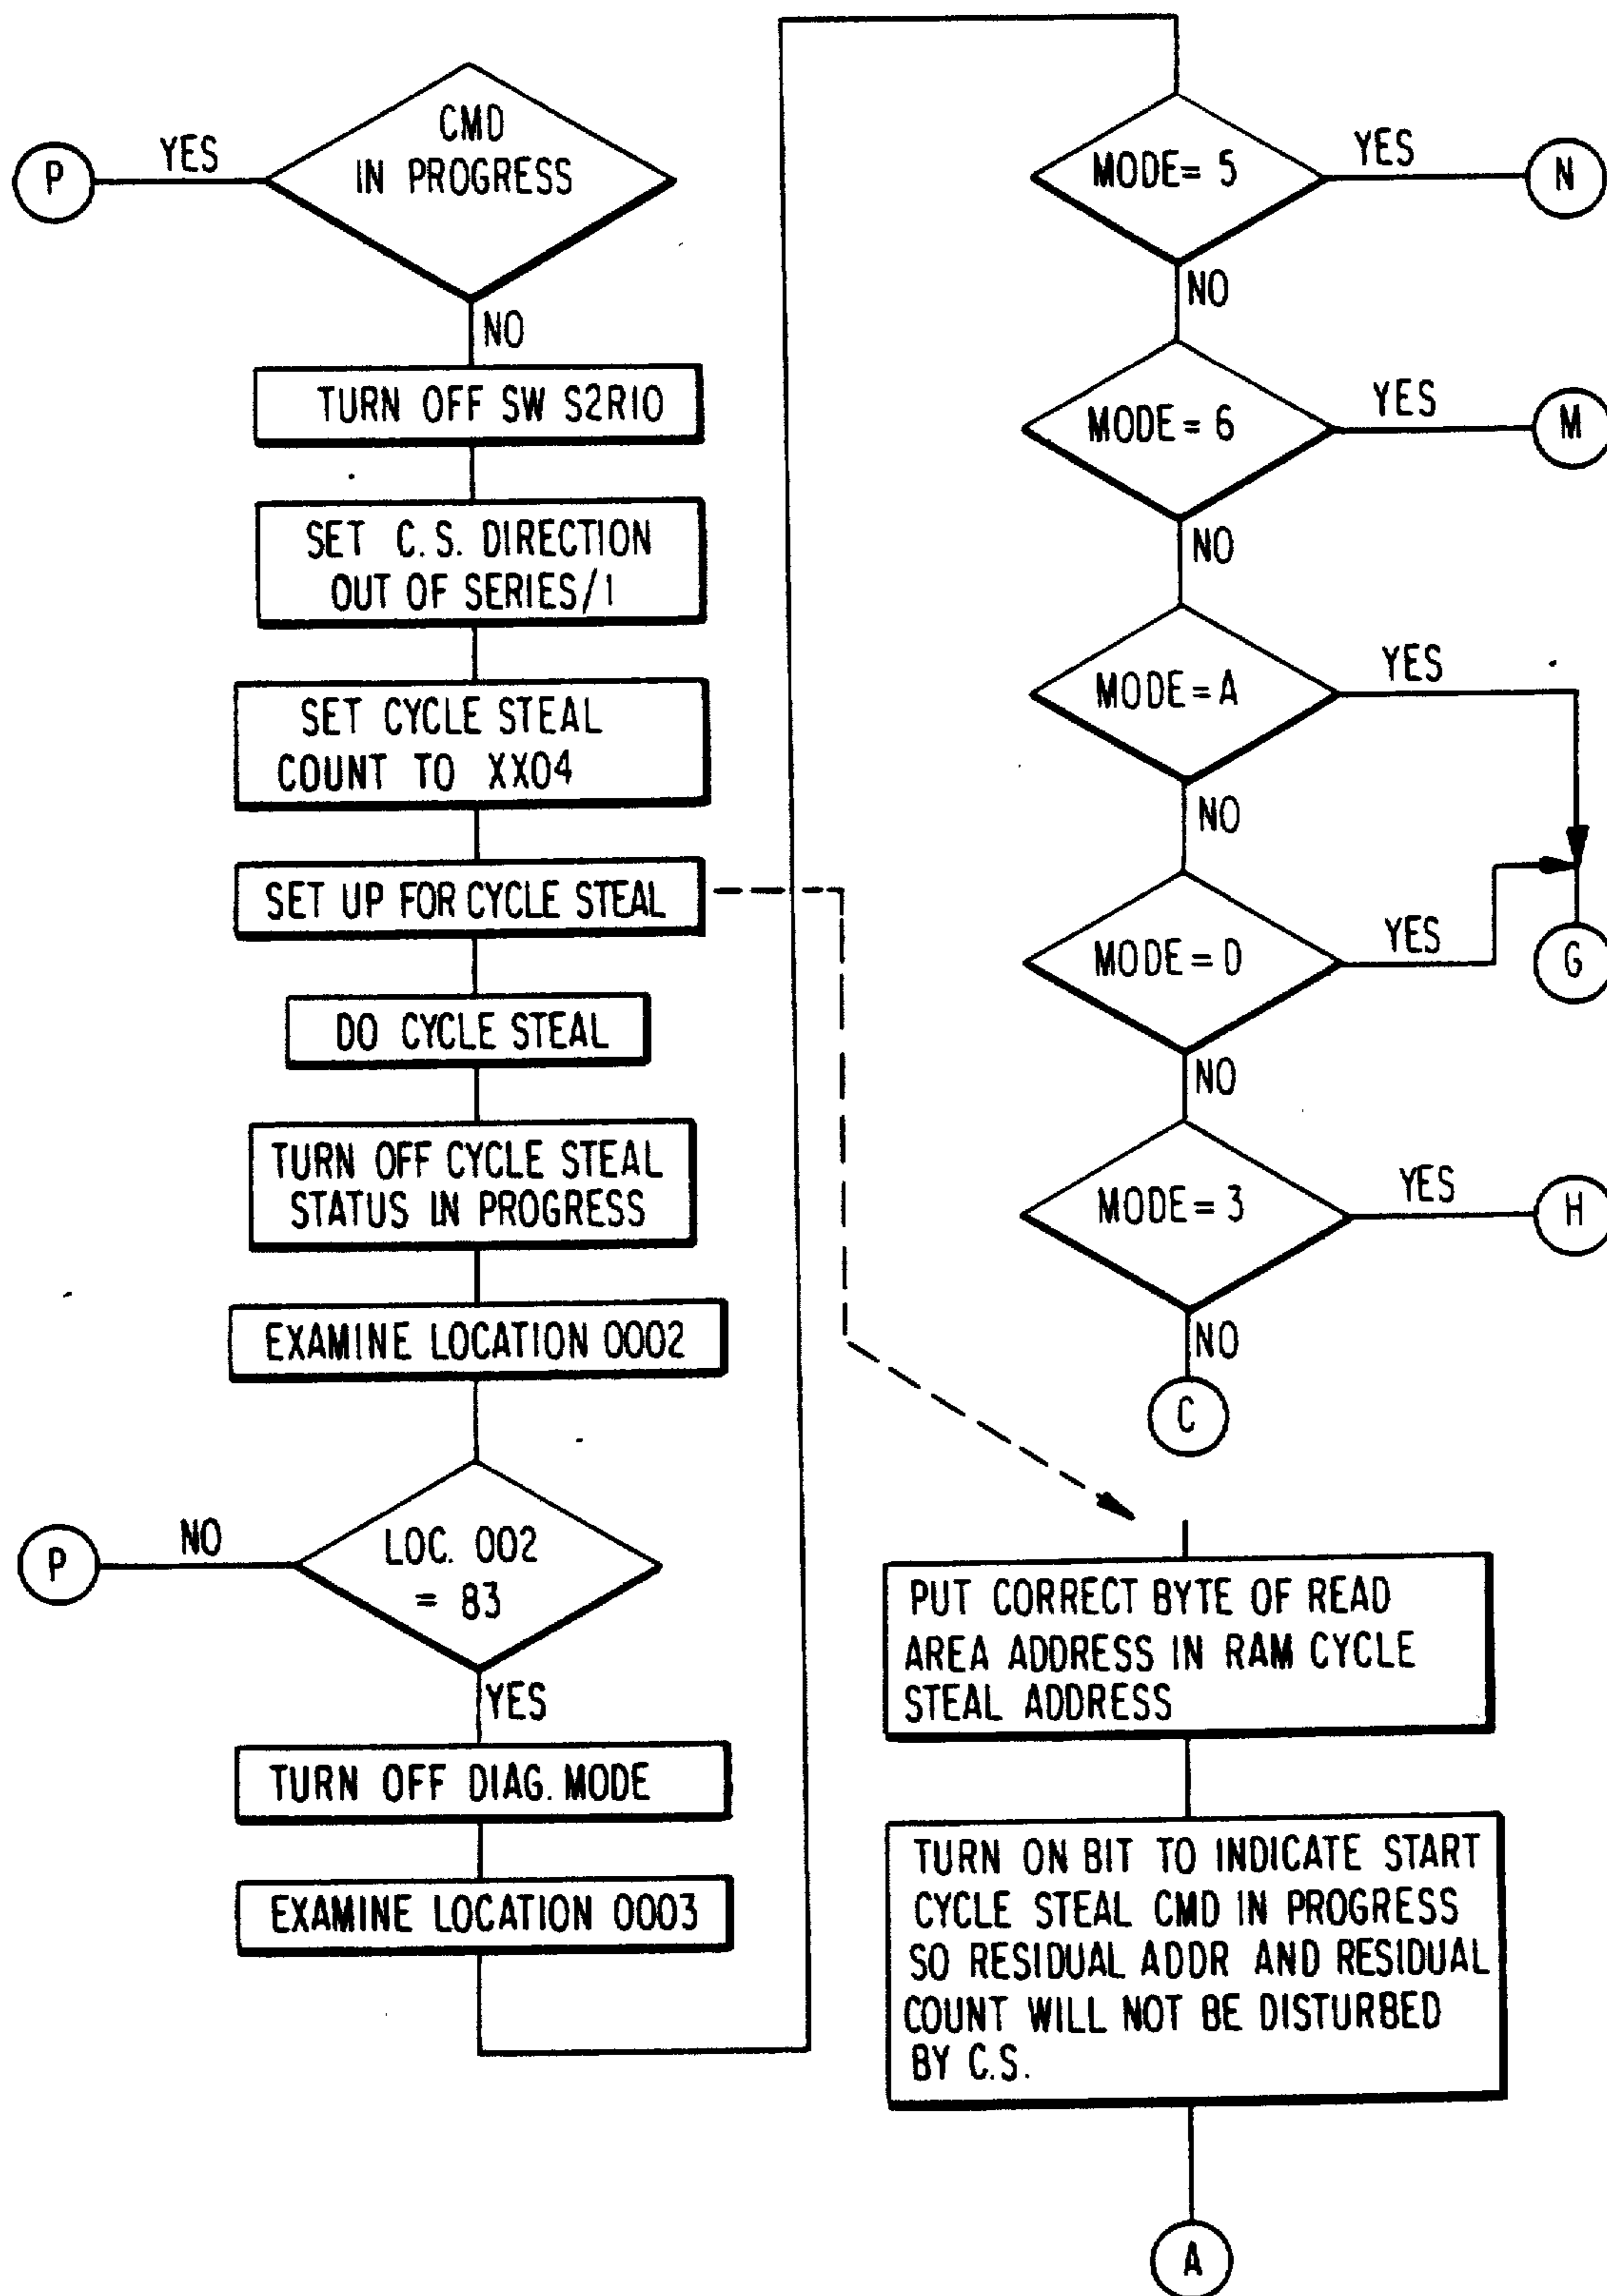 CMD
IN PROGRESS
YES
P
NO
TURN OFF SW S2R10
SET C.S. DIRECTION
OUT OF SERIES/1
SET CYCLE STEAL
COUNT TO XX04
SET UP FOR CYCLE STEAL
DO CYCLE STEAL
TURN OFF CYCLE STEAL
STATUS IN PROGRESS
EXAMINE LOCATION 0002
LOC. 002
= 83
NO
P
YES
TURN OFF DIAG. MODE
EXAMINE LOCATION 0003
MODE= 5
YES
N
NO
MODE = 6
YES
M
NO
MODE = A
YES
NO
MODE = D
YES
G
NO
MODE = 3
YES
H
NO
C
PUT CORRECT BYTE OF READ
AREA ADDRESS IN RAM CYCLE
STEAL ADDRESS
TURN ON BIT TO INDICATE START
CYCLE STEAL CMD IN PROGRESS
SO RESIDUAL ADDR AND RESIDUAL
COUNT WILL NOT BE DISTURBED
BY C.S.
A